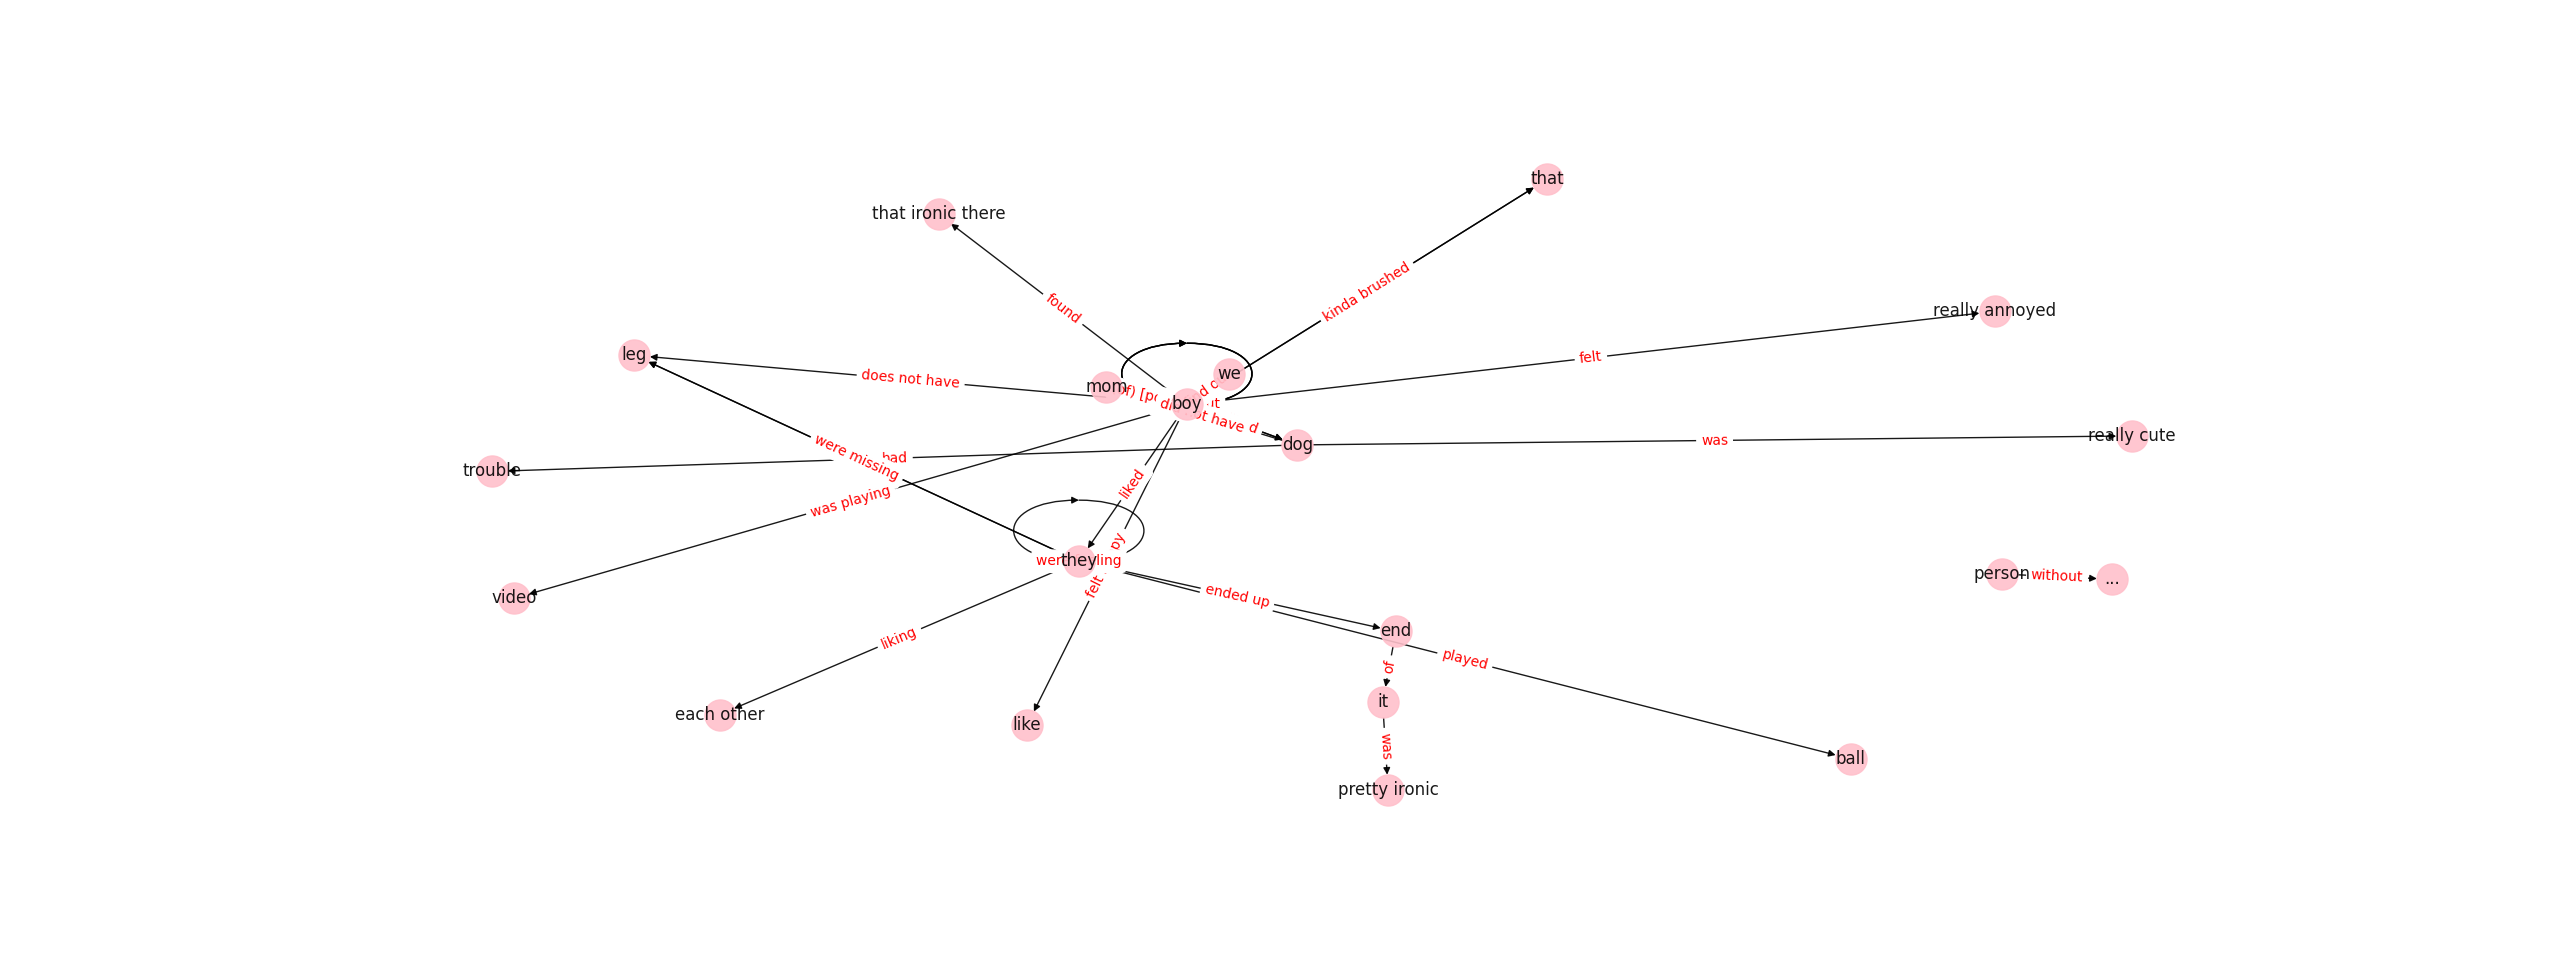 that
that ironic there
kinda brushed
found
really annoyed
felt
leg
does not have
mom
we
boy
dog
really cute
was
were missing
trouble
liked
was playing
they
video
person
without
...
felt
ended up
end
liking
of
played
it
each other
like
was
ball
pretty ironic